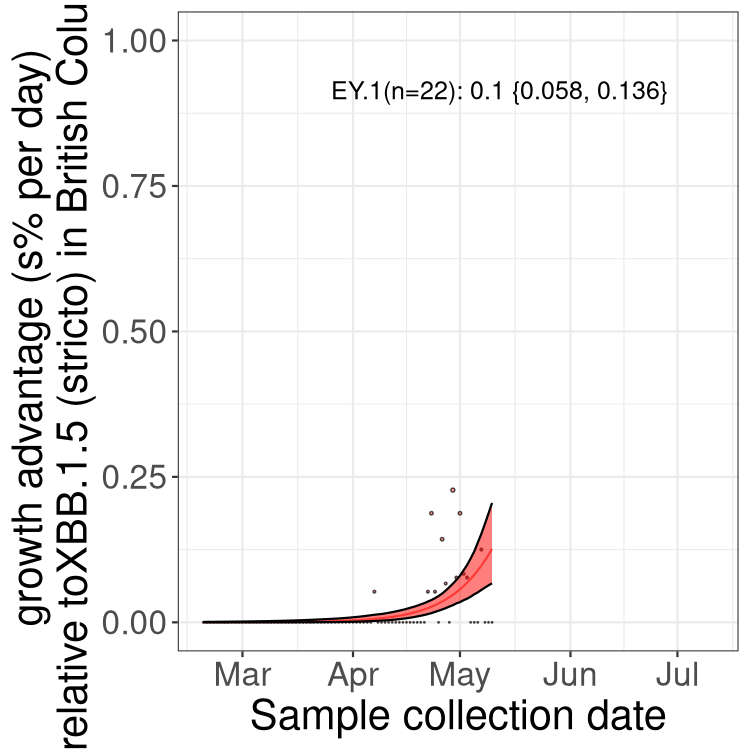 growth advantage (s% per day)
relative toXBB.1.5 (stricto) in British Colu
1.00
0.75
0.50
0.25
0.00
EY.1(n=22): 0.1 {0.058, 0.136}
Mar Apr May Jun Jul
Sample collection date